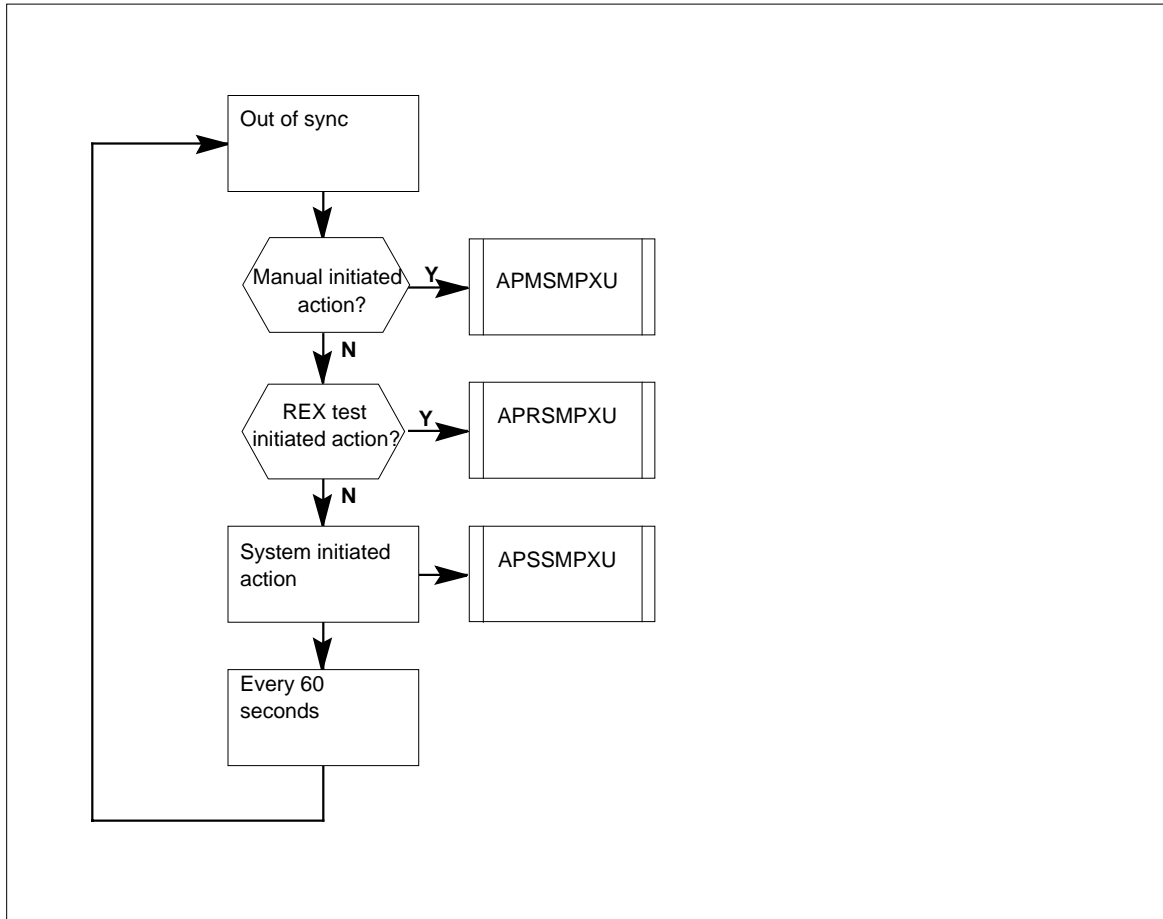 Out of sync
Manual initiated
action?
Y
APMSMPXU
N
REX test
initiated action?
Y
APRSMPXU
N
System initiated
action
APSSMPXU
Every 60
seconds